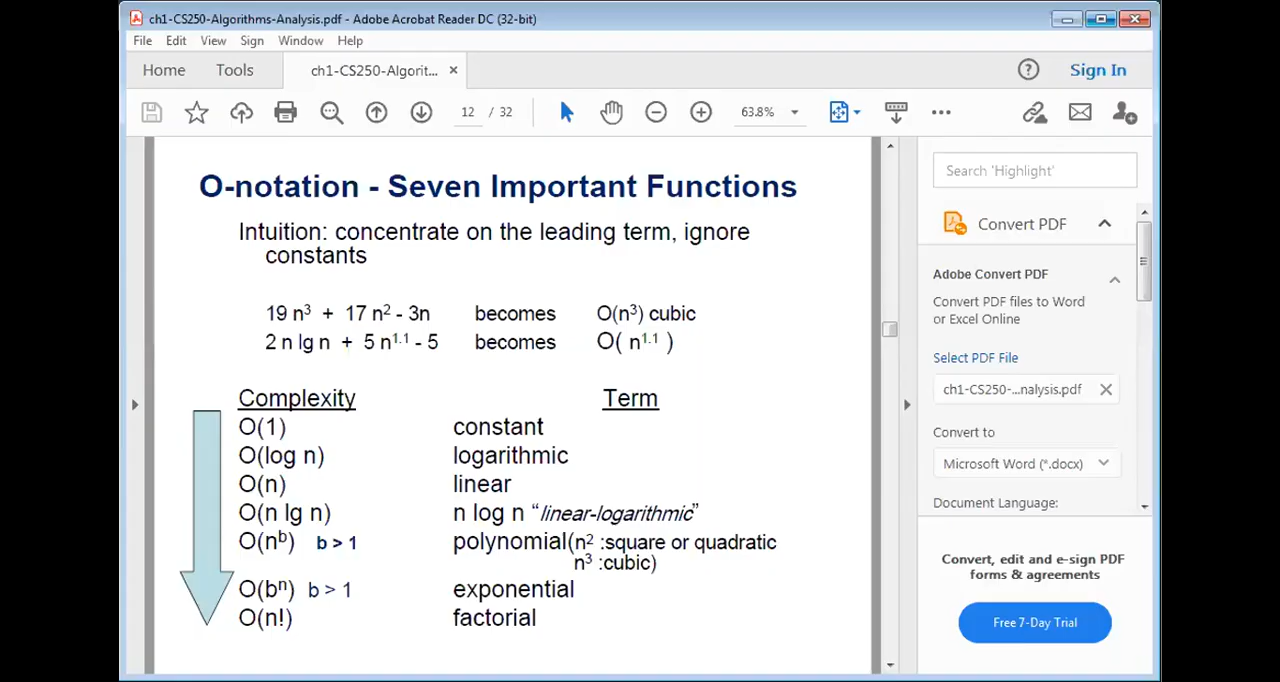 ch1-CS250-Algorithms-Analysis.pdf - Adobe Acrobat Reader DC (32-bit)
File Edit View Sign Window Help
Home Tools ch1-CS250-Algorit... × Sign In
12 / 32 63.8%
O-notation - Seven Important Functions
Intuition: concentrate on the leading term, ignore
constants
19 n³ + 17 n² - 3n becomes O(n³) cubic
2 n lg n + 5 n¹·¹ - 5 becomes O( n¹·¹ )
Complexity Term
O(1) constant
O(log n) logarithmic
O(n) linear
O(n lg n) n log n “linear-logarithmic”
O(nᵇ) b > 1 polynomial(n² :square or quadratic
n³ :cubic)
O(bⁿ) b > 1 exponential
O(n!) factorial
Search 'Highlight'
Convert PDF
Adobe Convert PDF
Convert PDF files to Word
or Excel Online
Select PDF File
ch1-CS250-...nalysis.pdf ×
Convert to
Microsoft Word (*.docx)
Document Language:
Convert, edit and e-sign PDF
forms & agreements
Free 7-Day Trial